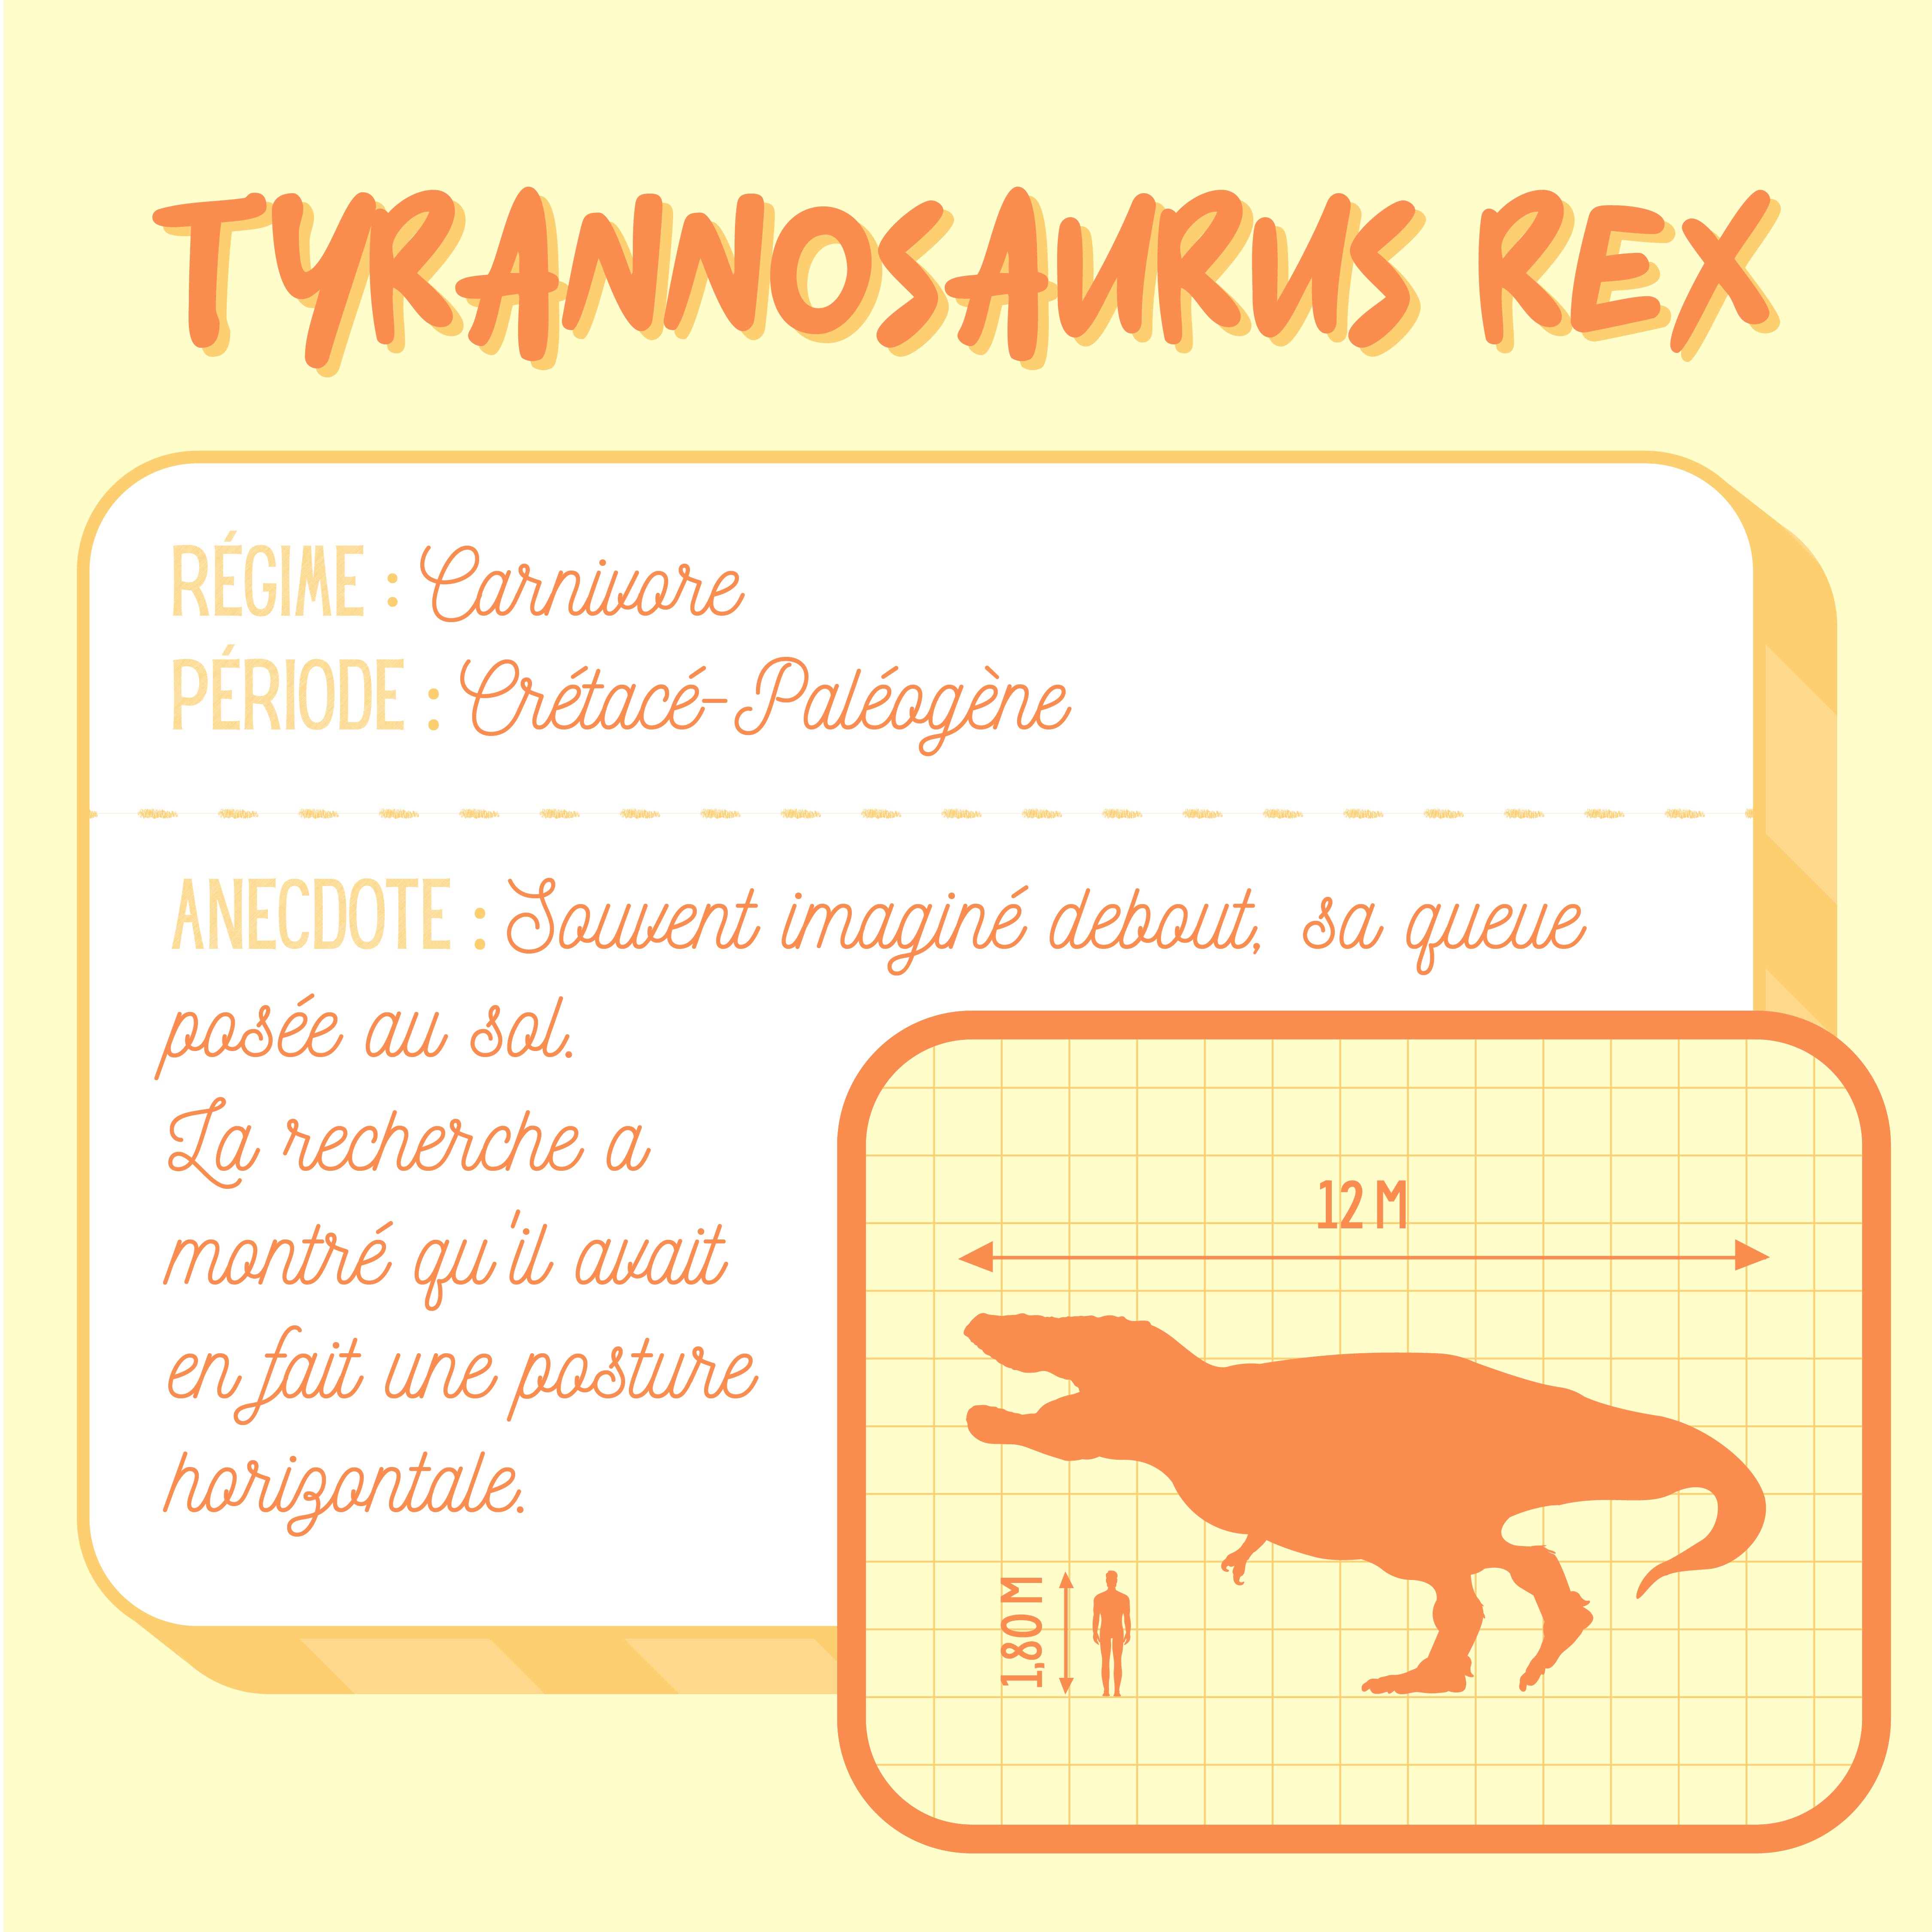 TYRANNOSAURUS REX
RÉGIME : Carnivore
PÉRIODE : Crétacé-Paléogène
ANECDOTE : Souvent imaginé debout, sa queue
posée au sol.
La recherche a
montré qu'il avait
en fait une posture
horizontale.
12 M
1,80 M